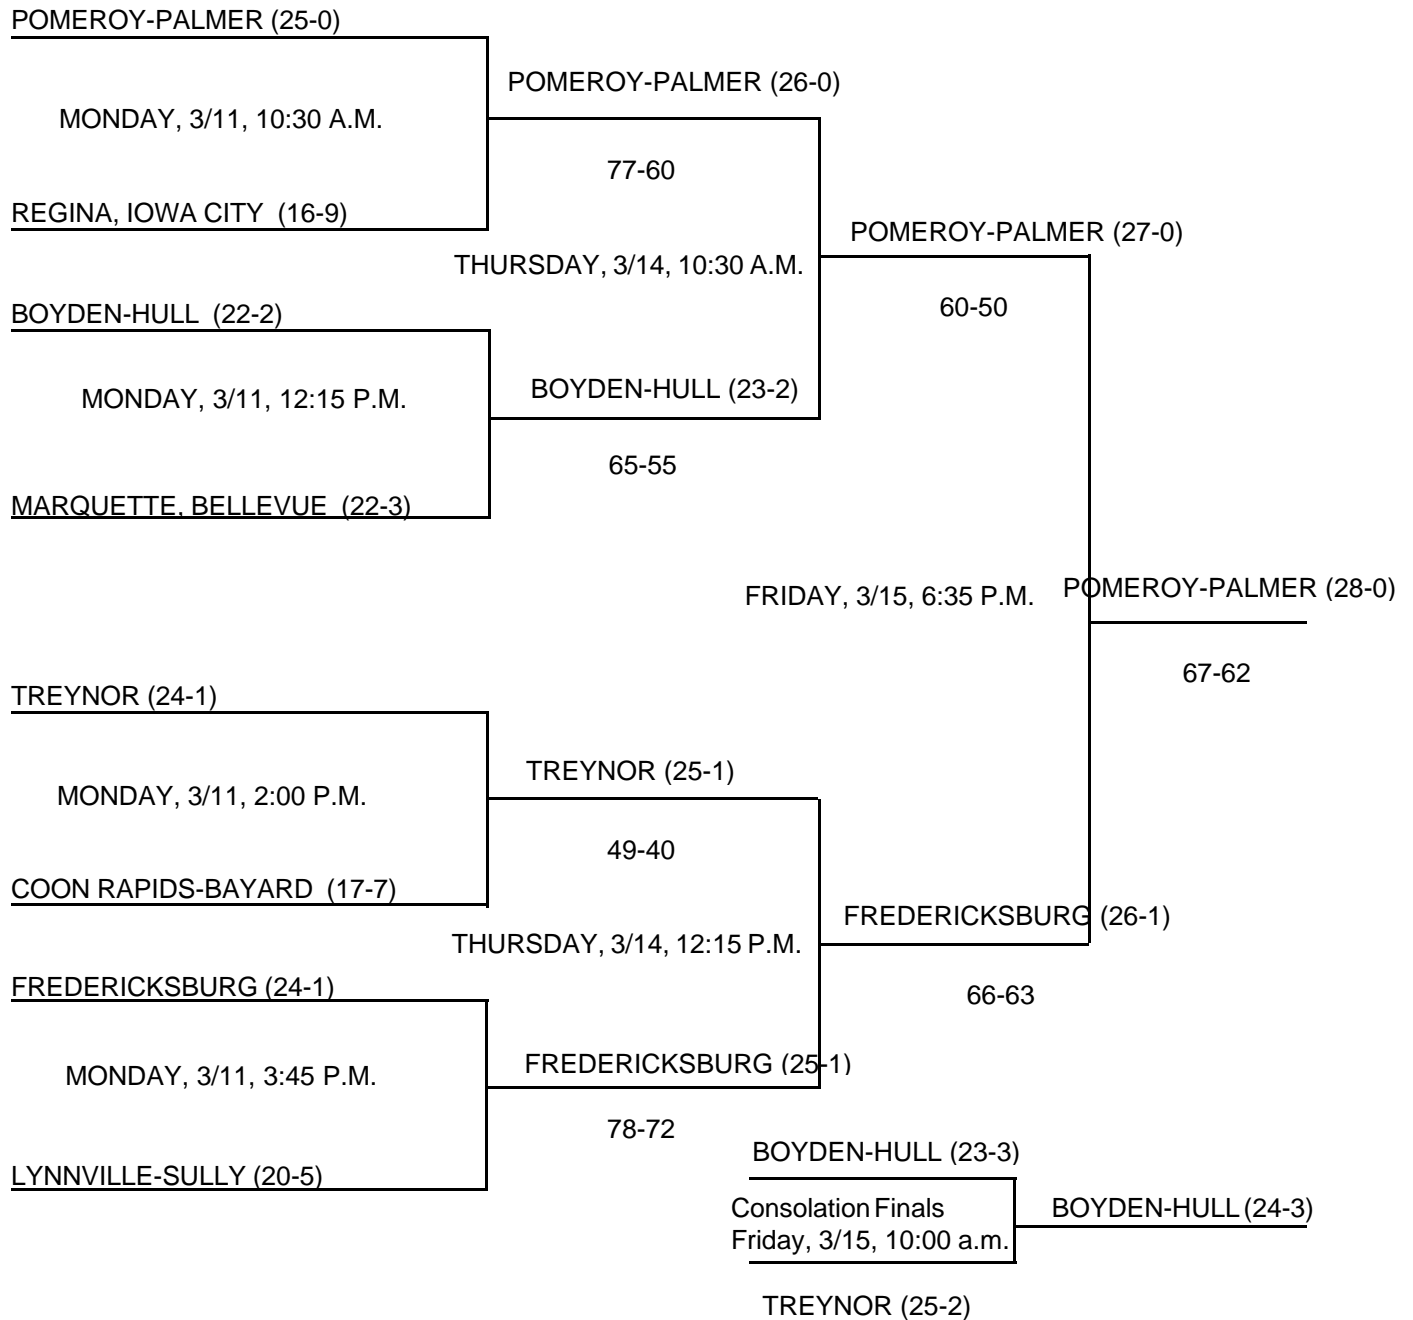 POMEROY-PALMER (25-0)
POMEROY-PALMER (26-0)
MONDAY, 3/11, 10:30 A.M.
77-60
REGINA, IOWA CITY (16-9)
POMEROY-PALMER (27-0)
THURSDAY, 3/14, 10:30 A.M.
60-50
BOYDEN-HULL (22-2)
BOYDEN-HULL (23-2)
MONDAY, 3/11, 12:15 P.M.
65-55
MARQUETTE, BELLEVUE (22-3)
FRIDAY, 3/15, 6:35 P.M.
POMEROY-PALMER (28-0)
67-62
TREYNOR (24-1)
TREYNOR (25-1)
MONDAY, 3/11, 2:00 P.M.
49-40
COON RAPIDS-BAYARD (17-7)
FREDERICKSBURG (26-1)
THURSDAY, 3/14, 12:15 P.M.
66-63
FREDERICKSBURG (24-1)
FREDERICKSBURG (25-1)
MONDAY, 3/11, 3:45 P.M.
78-72
LYNNVILLE-SULLY (20-5)
BOYDEN-HULL (23-3)
Consolation Finals
Friday, 3/15, 10:00 a.m.
BOYDEN-HULL (24-3)
TREYNOR (25-2)